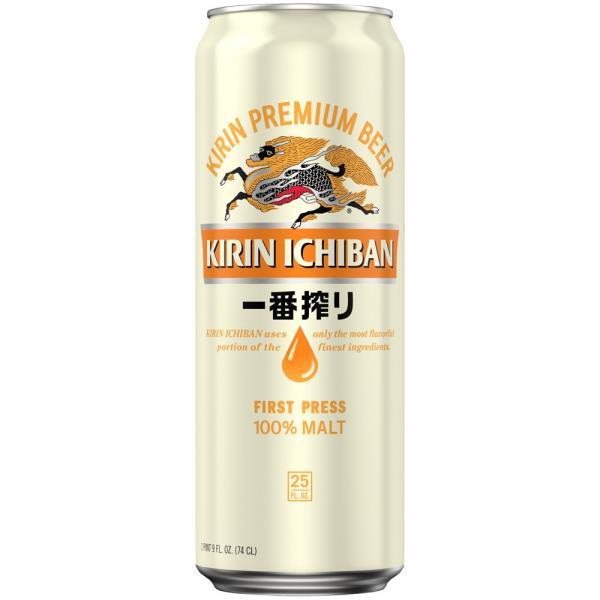 KIRIN PREMIUM BEER
®
KIRIN ICHIBAN
一番搾り
KIRIN ICHIBAN uses only the most flavorful
portion of the finest ingredients.
FIRST PRESS
100% MALT
25
FL. OZ.
1 PINT 9 FL. OZ. (74 CL)